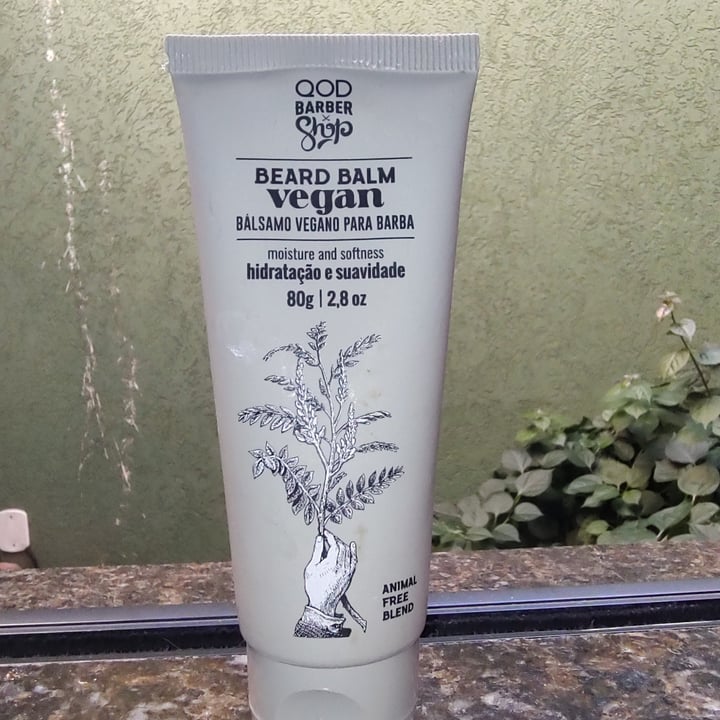 QOD
BARBER
Shop
BEARD BALM
vegan
BÁLSAMO VEGANO PARA BARBA
moisture and softness
hidratação e suavidade
80g | 2,8 oz
ANIMAL
FREE
BLEND